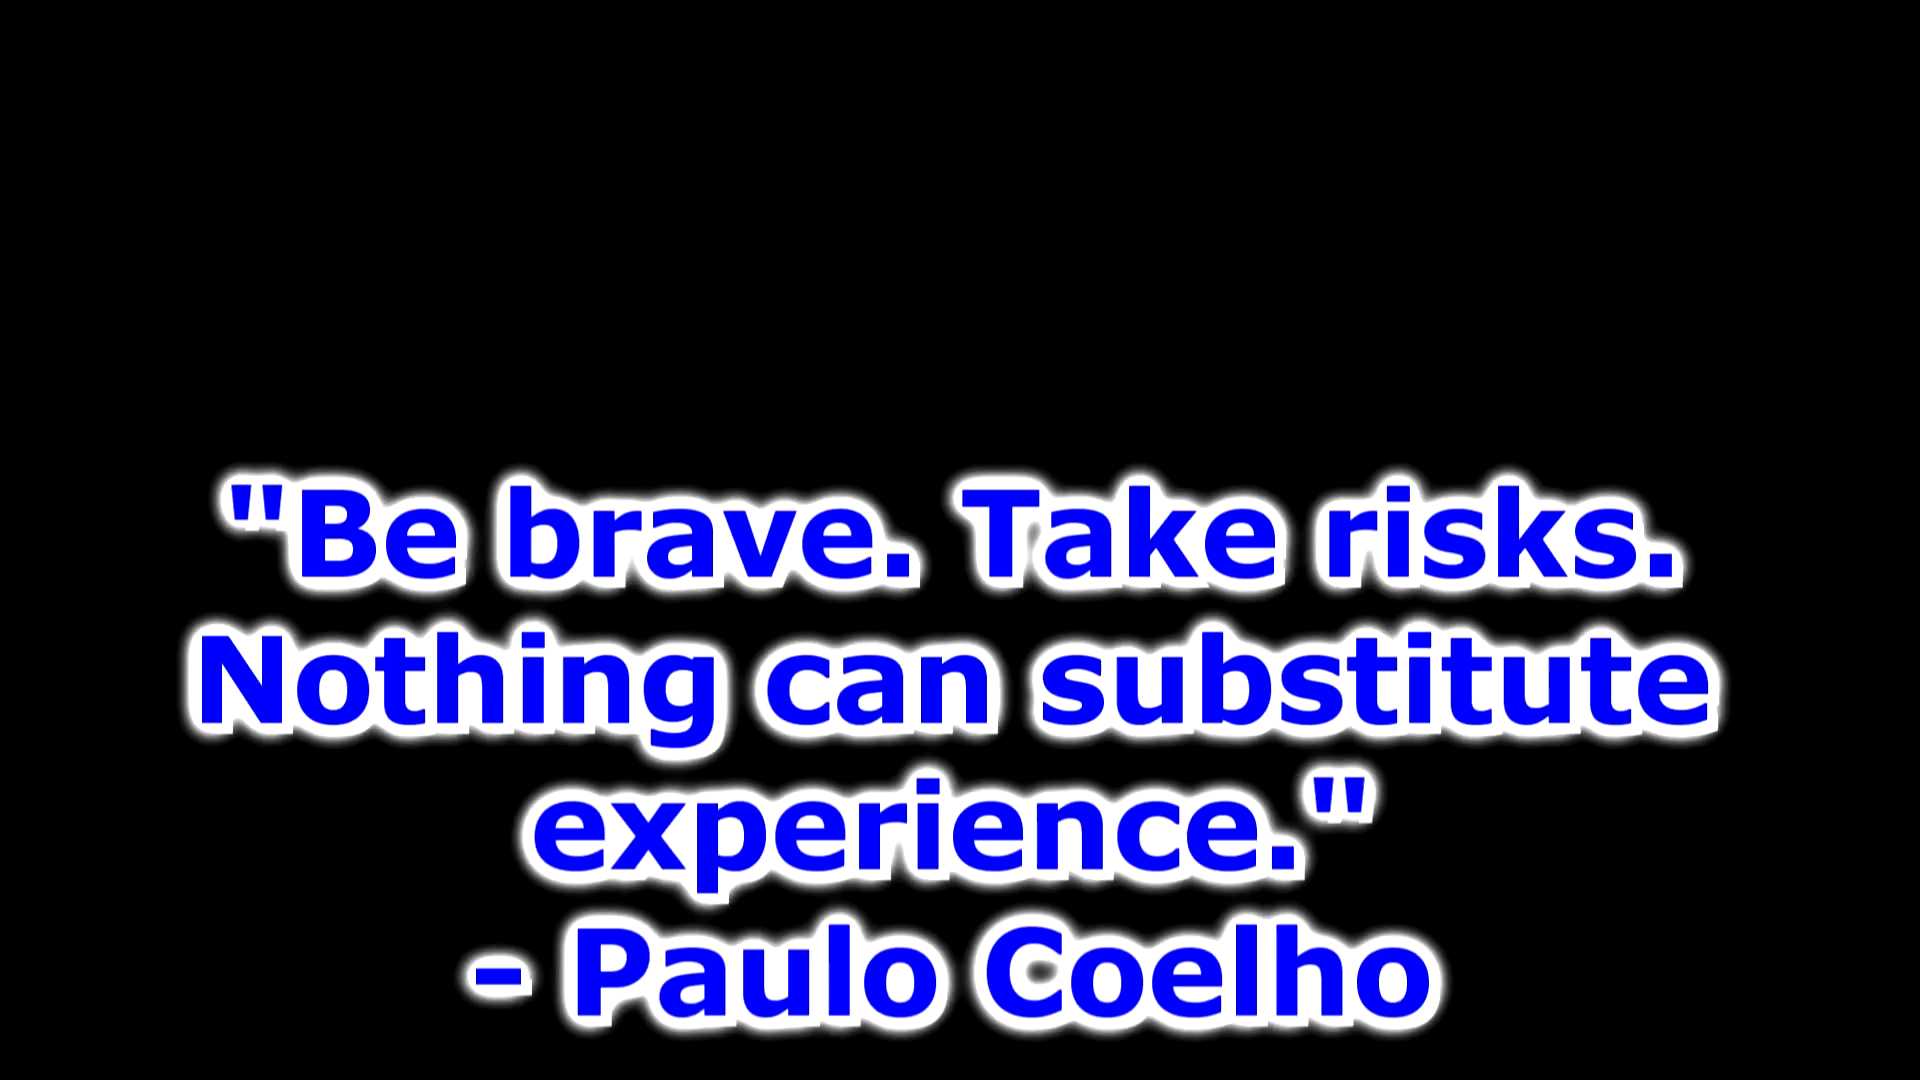 "Be brave. Take risks.
Nothing can substitute
experience."
- Paulo Coelho